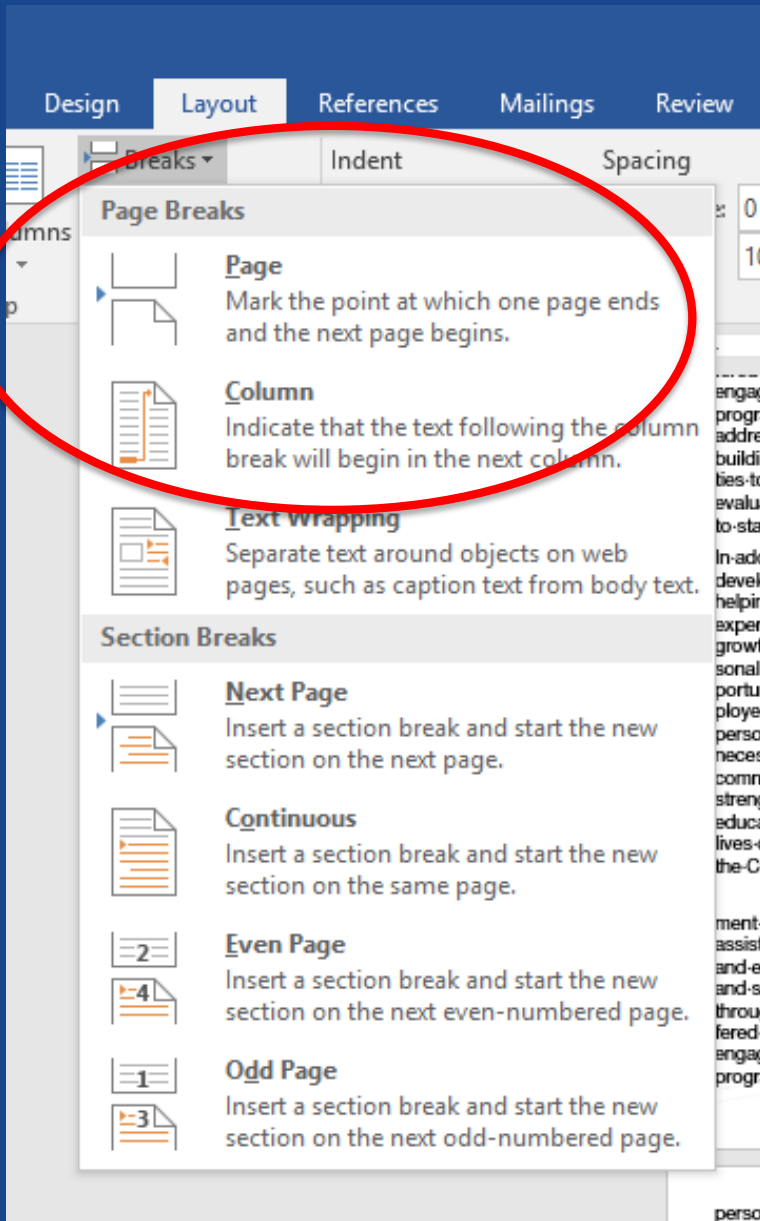 Design Layout References Mailings Review
Breaks Indent Spacing
Page Breaks
0
Page
Mark the point at which one page ends
and the next page begins.
Column
Indicate that the text following the column
break will begin in the next column.
Text Wrapping
Separate text around objects on web
pages, such as caption text from body text.
Section Breaks
Next Page
Insert a section break and start the new
section on the next page.
Continuous
Insert a section break and start the new
section on the same page.
2
4
Even Page
Insert a section break and start the new
section on the next even-numbered page.
1
3
Odd Page
Insert a section break and start the new
section on the next odd-numbered page.